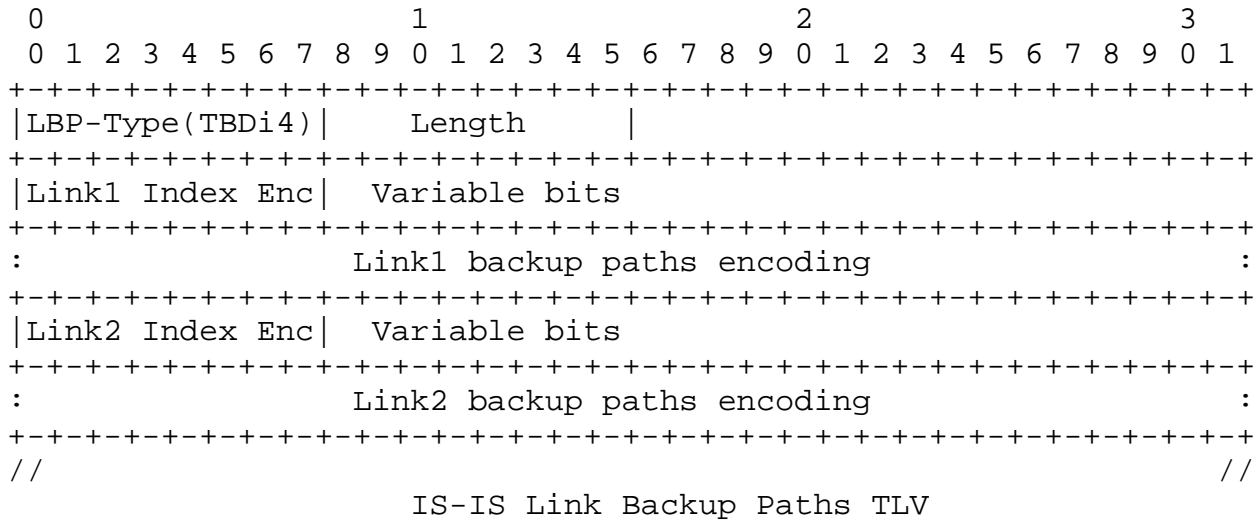 0                   1                   2                   3
 0 1 2 3 4 5 6 7 8 9 0 1 2 3 4 5 6 7 8 9 0 1 2 3 4 5 6 7 8 9 0 1
+-+-+-+-+-+-+-+-+-+-+-+-+-+-+-+-+-+-+-+-+-+-+-+-+-+-+-+-+-+-+-+-+
|LBP-Type(TBDi4)|    Length     |
+-+-+-+-+-+-+-+-+-+-+-+-+-+-+-+-+-+-+-+-+-+-+-+-+-+-+-+-+-+-+-+-+
|Link1 Index Enc|  Variable bits
+-+-+-+-+-+-+-+-+-+-+-+-+-+-+-+-+-+-+-+-+-+-+-+-+-+-+-+-+-+-+-+-+
:                 Link1 backup paths encoding                   :
+-+-+-+-+-+-+-+-+-+-+-+-+-+-+-+-+-+-+-+-+-+-+-+-+-+-+-+-+-+-+-+-+
|Link2 Index Enc|  Variable bits
+-+-+-+-+-+-+-+-+-+-+-+-+-+-+-+-+-+-+-+-+-+-+-+-+-+-+-+-+-+-+-+-+
:                 Link2 backup paths encoding                   :
+-+-+-+-+-+-+-+-+-+-+-+-+-+-+-+-+-+-+-+-+-+-+-+-+-+-+-+-+-+-+-+-+
//                                                             //
                     IS-IS Link Backup Paths TLV